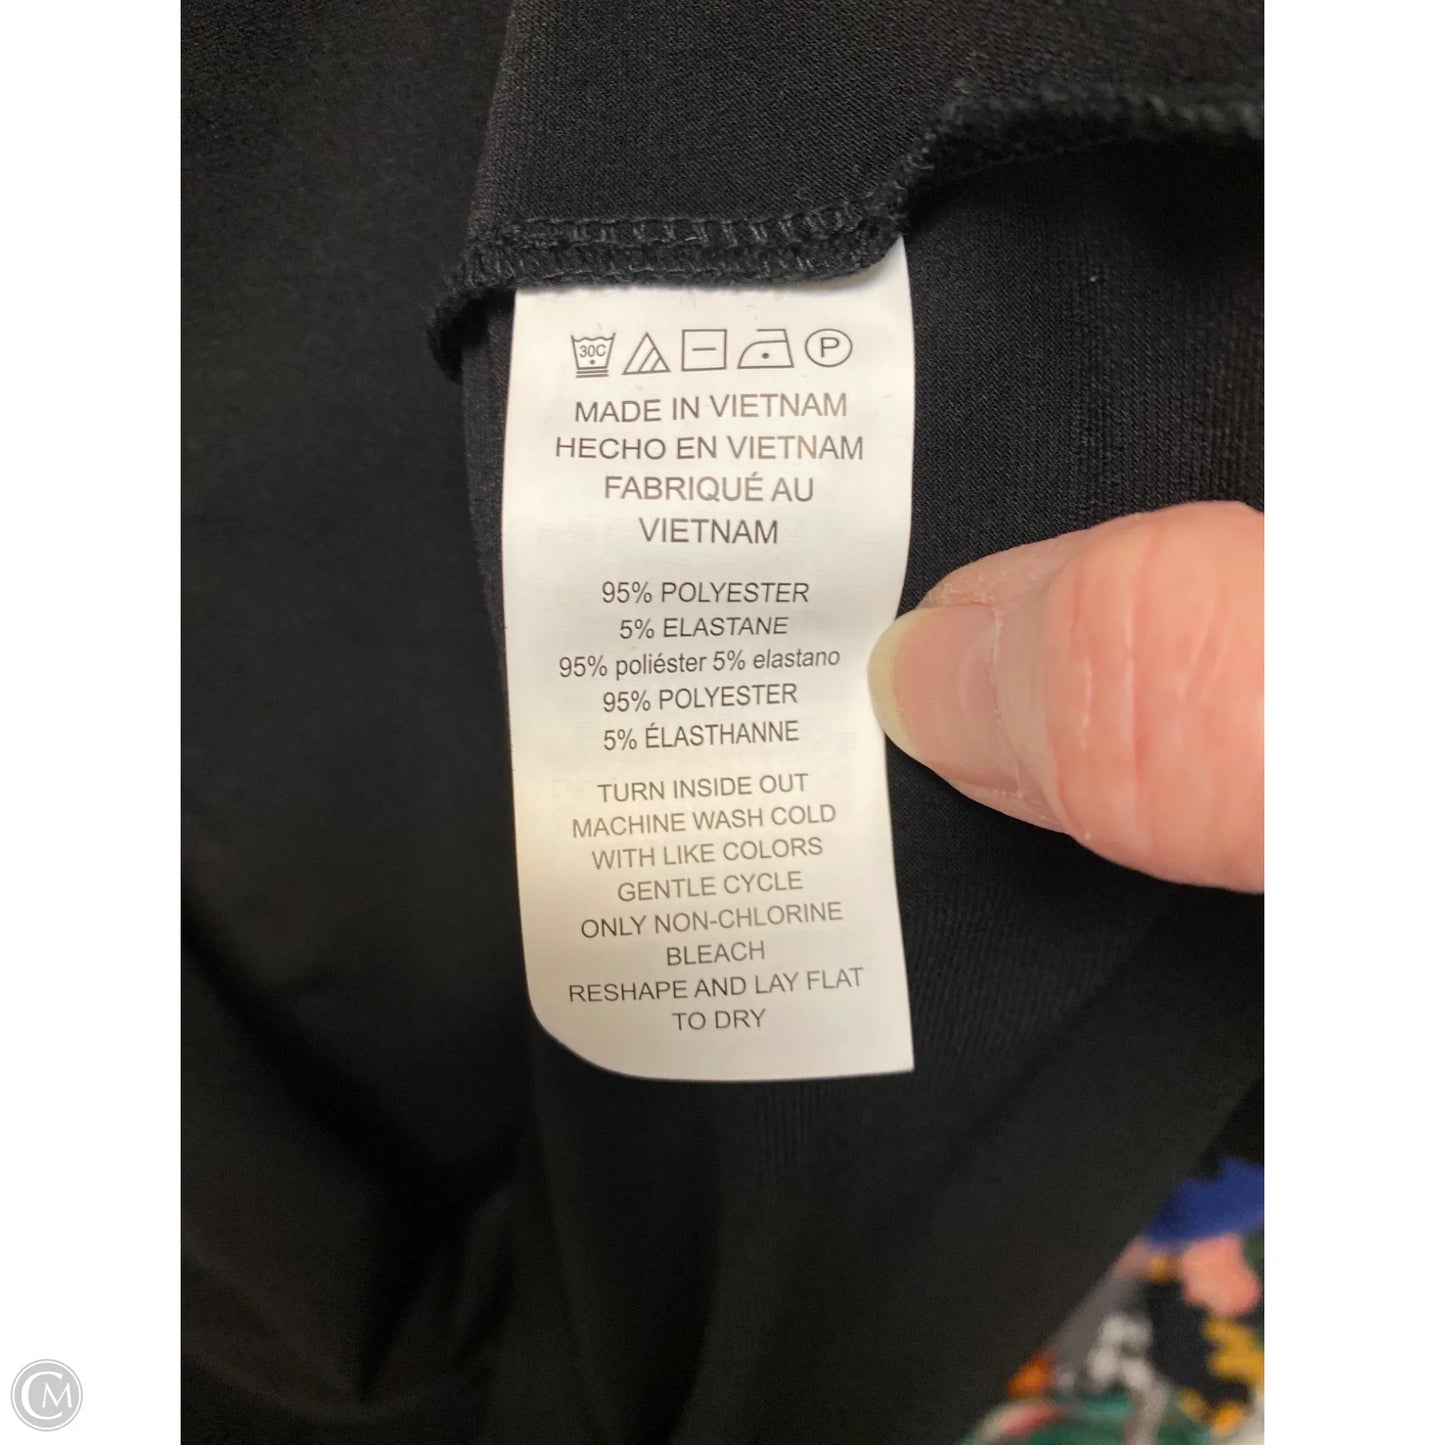 30C P
MADE IN VIETNAM
HECHO EN VIETNAM
FABRIQUÉ AU
VIETNAM
95% POLYESTER
5% ELASTANE
95% poliéster 5% elastano
95% POLYESTER
5% ÉLASTHANNE
TURN INSIDE OUT
MACHINE WASH COLD
WITH LIKE COLORS
GENTLE CYCLE
ONLY NON-CHLORINE
BLEACH
RESHAPE AND LAY FLAT
TO DRY
CM